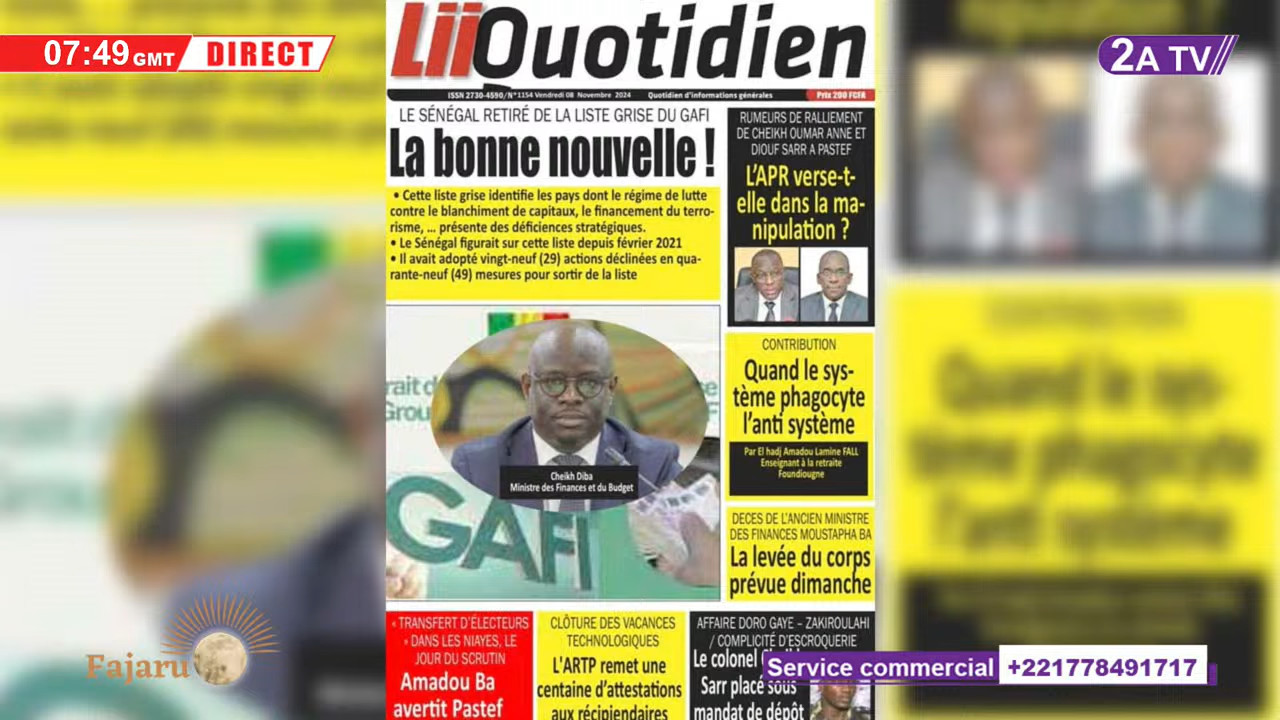 07:49 GMT DIRECT
2A TV
Lii Quotidien
ISSN 2730-4590/N°1154 Vendredi 08 Novembre 2024 Quotidien d'informations générales Prix 200 FCFA
LE SÉNÉGAL RETIRÉ DE LA LISTE GRISE DU GAFI
La bonne nouvelle !
• Cette liste grise identifie les pays dont le régime de lutte
contre le blanchiment de capitaux, le financement du terro-
risme, ... présente des déficiences stratégiques.
• Le Sénégal figurait sur cette liste depuis février 2021
• Il avait adopté vingt-neuf (29) actions déclinées en qua-
rante-neuf (49) mesures pour sortir de la liste
Cheikh Diba
Ministre des Finances et du Budget
GAFI
RUMEURS DE RALLIEMENT
DE CHEIKH OUMAR ANNE ET
DIOUF SARR A PASTEF
L'APR verse-t-
elle dans la ma-
nipulation ?
CONTRIBUTION
Quand le sys-
tème phagocyte
l'anti système
Par El hadj Amadou Lamine FALL
Enseignant à la retraite
Foundiougne
DECES DE L'ANCIEN MINISTRE
DES FINANCES MOUSTAPHA BA
La levée du corps
prévue dimanche
« TRANSFERT D'ÉLECTEURS
» DANS LES NIAYES, LE
JOUR DU SCRUTIN
Amadou Ba
avertit Pastef
CLÔTURE DES VACANCES
TECHNOLOGIQUES
L'ARTP remet une
centaine d'attestations
aux récipiendaires
AFFAIRE DORO GAYE – ZAKIROULAHI
/ COMPLICITÉ D'ESCROQUERIE
Le colonel
Sarr placé sous
mandat de dépôt
Fajaru
Service commercial +221778491717